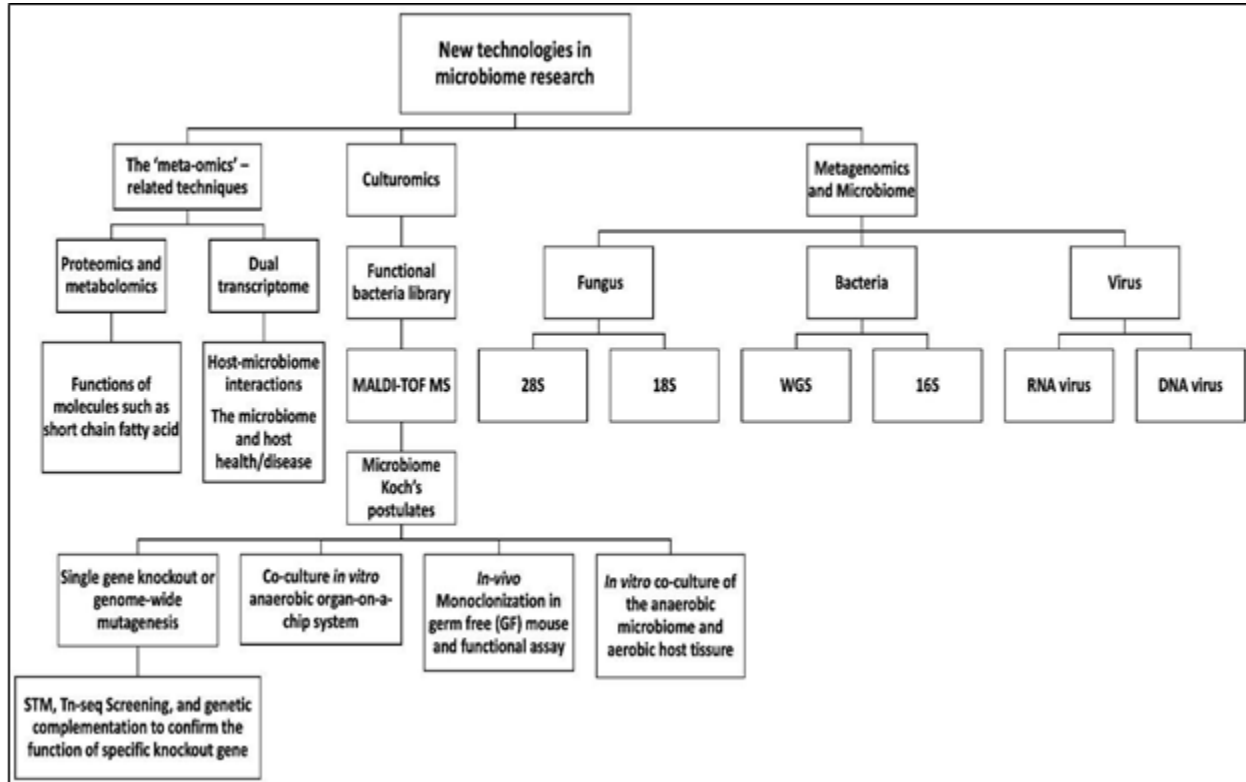 New technologies in
microbiome research
The ‘meta-omics’ –
related techniques
Culturomics
Metagenomics
and Microbiome
Proteomics and
metabolomics
Dual
transcriptome
Functional
bacteria library
Fungus
Bacteria
Virus
Functions of
molecules such as
short chain fatty acid
Host-microbiome
interactions
The microbiome
and host
health/disease
MALDI-TOF MS
28S
18S
WGS
16S
RNA virus
DNA virus
Microbiome
Koch's
postulates
Single gene knockout or
genome-wide
mutagenesis
Co-culture in vitro
anaerobic organ-on-a-
chip system
In-vivo
Monoclonization in
germ free (GF) mouse
and functional assay
In vitro co-culture of
the anaerobic
microbiome and
aerobic host tissure
STM, Tn-seq Screening, and genetic
complementation to confirm the
function of specific knockout gene